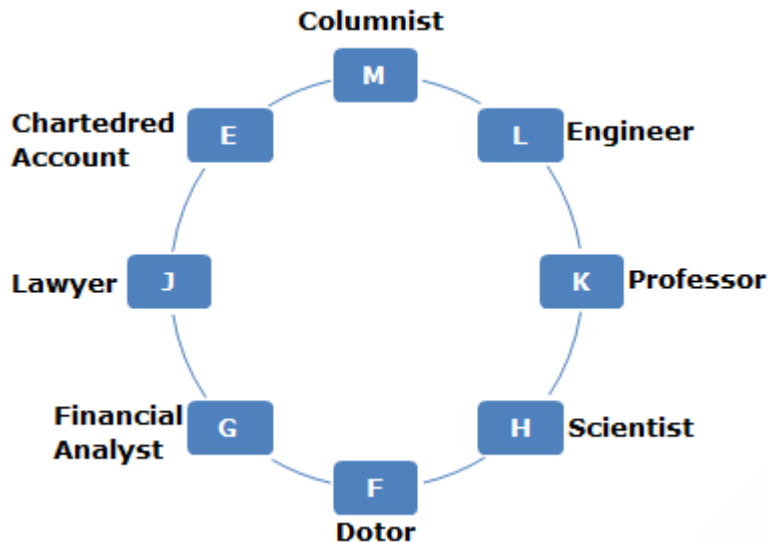 Columnist
M
Chartedred
Account
E
L
Engineer
Lawyer
J
K
Professor
Financial
Analyst
G
H
Scientist
F
Dotor